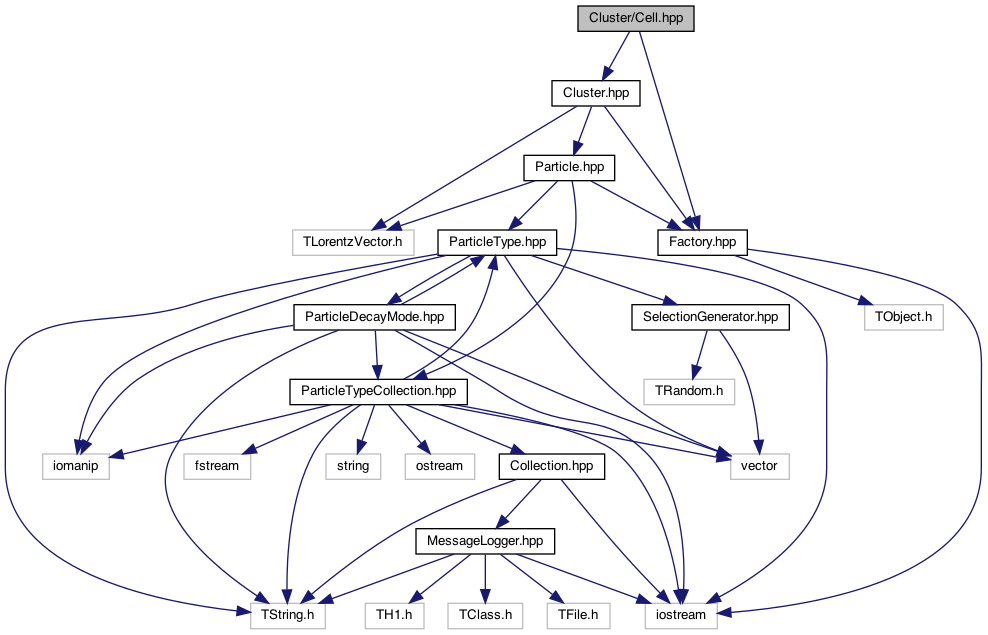 Cluster/Cell.hpp
Cluster.hpp
Particle.hpp
TLorentzVector.h
ParticleType.hpp
Factory.hpp
ParticleDecayMode.hpp
SelectionGenerator.hpp
TObject.h
ParticleTypeCollection.hpp
TRandom.h
iomanip
fstream
string
ostream
Collection.hpp
vector
MessageLogger.hpp
TString.h
TH1.h
TClass.h
TFile.h
iostream